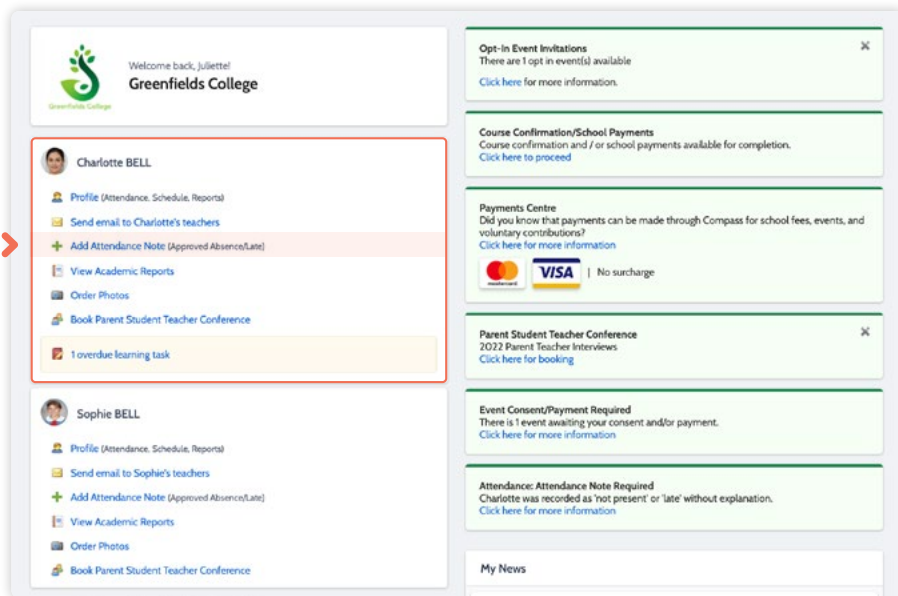 Welcome back, Juliette!
Greenfields College
Greenfields College
Charlotte BELL
Profile (Attendance, Schedule, Reports)
Send email to Charlotte's teachers
Add Attendance Note (Approved Absence/Late)
View Academic Reports
Order Photos
Book Parent Student Teacher Conference
1 overdue learning task
Sophie BELL
Profile (Attendance, Schedule, Reports)
Send email to Sophie's teachers
Add Attendance Note (Approved Absence/Late)
View Academic Reports
Order Photos
Book Parent Student Teacher Conference
Opt-In Event Invitations
There are 1 opt in event(s) available
Click here for more information.
Course Confirmation/School Payments
Course confirmation and / or school payments available for completion.
Click here to proceed
Payments Centre
Did you know that payments can be made through Compass for school fees, events, and
voluntary contributions?
Click here for more information
mastercard VISA | No surcharge
Parent Student Teacher Conference
2022 Parent Teacher Interviews
Click here for booking
Event Consent/Payment Required
There is 1 event awaiting your consent and/or payment.
Click here for more information
Attendance: Attendance Note Required
Charlotte was recorded as 'not present' or 'late' without explanation.
Click here for more information
My News